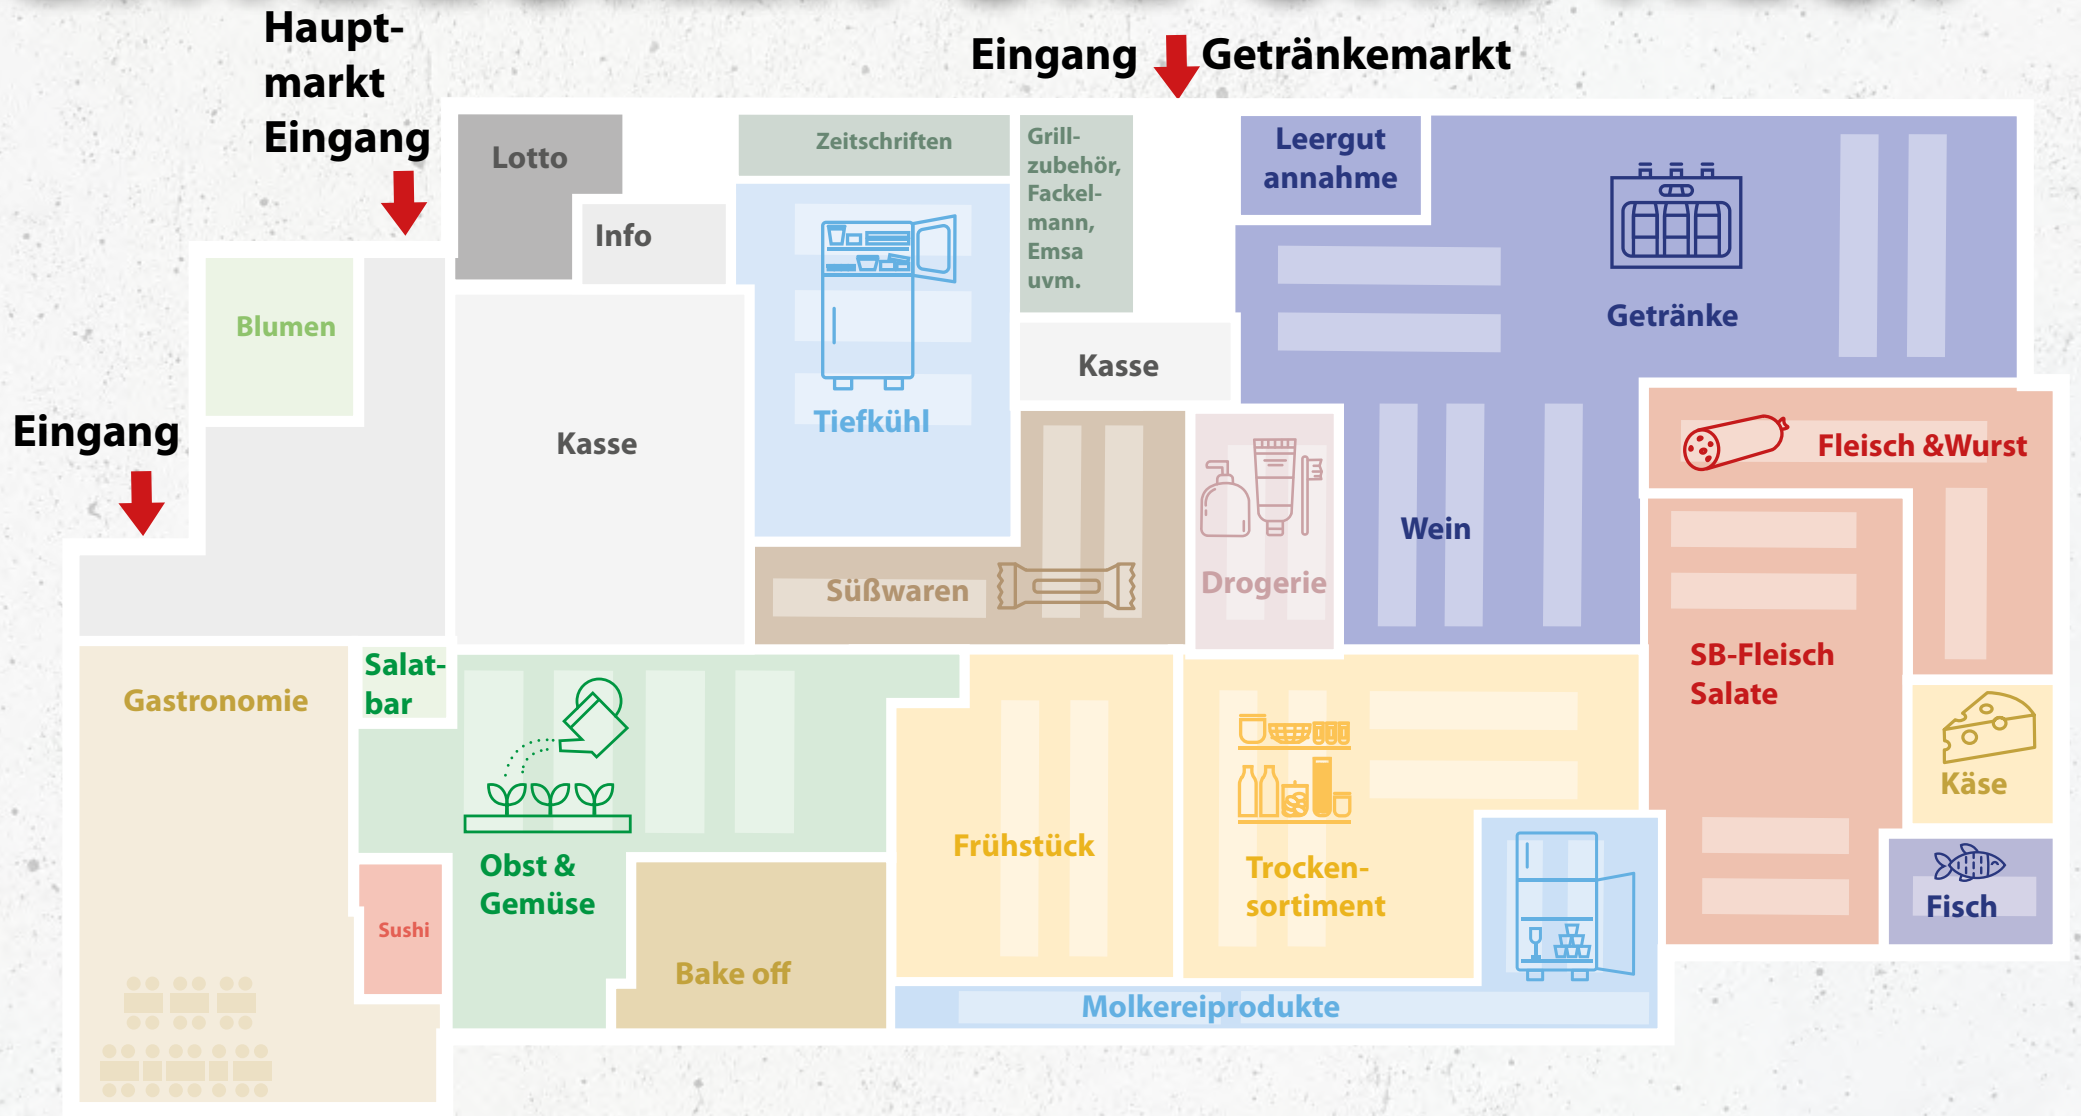 Haupt-
markt
Eingang
Eingang
Getränkemarkt
Lotto
Zeitschriften
Grill-
zubehör,
Fackel-
mann,
Emsa
uvm.
Leergut
annahme
Info
Blumen
Getränke
Kasse
Eingang
Tiefkühl
Kasse
Fleisch &Wurst
Wein
Süßwaren
Drogerie
Salat-
bar
Gastronomie
SB-Fleisch
Salate
Käse
Obst &
Gemüse
Frühstück
Trocken-
sortiment
Fisch
Sushi
Bake off
Molkereiprodukte